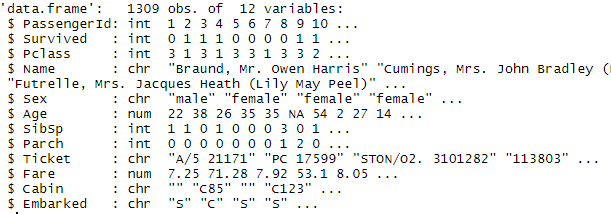 'data.frame':   1309 obs. of  12 variables:
 $ PassengerId: int  1 2 3 4 5 6 7 8 9 10 ...
 $ Survived   : int  0 1 1 1 0 0 0 0 1 1 ...
 $ Pclass     : int  3 1 3 1 3 3 1 3 3 2 ...
 $ Name       : chr  "Braund, Mr. Owen Harris" "Cumings, Mrs. John Bradley (
"Futrelle, Mrs. Jacques Heath (Lily May Peel)" ...
 $ Sex        : chr  "male" "female" "female" "female" ...
 $ Age        : num  22 38 26 35 35 NA 54 2 27 14 ...
 $ SibSp      : int  1 1 0 1 0 0 0 3 0 1 ...
 $ Parch      : int  0 0 0 0 0 0 0 1 2 0 ...
 $ Ticket     : chr  "A/5 21171" "PC 17599" "STON/O2. 3101282" "113803" ...
 $ Fare       : num  7.25 71.28 7.92 53.1 8.05 ...
 $ Cabin      : chr  "" "C85" "" "C123" ...
 $ Embarked   : chr  "S" "C" "S" "S" ...